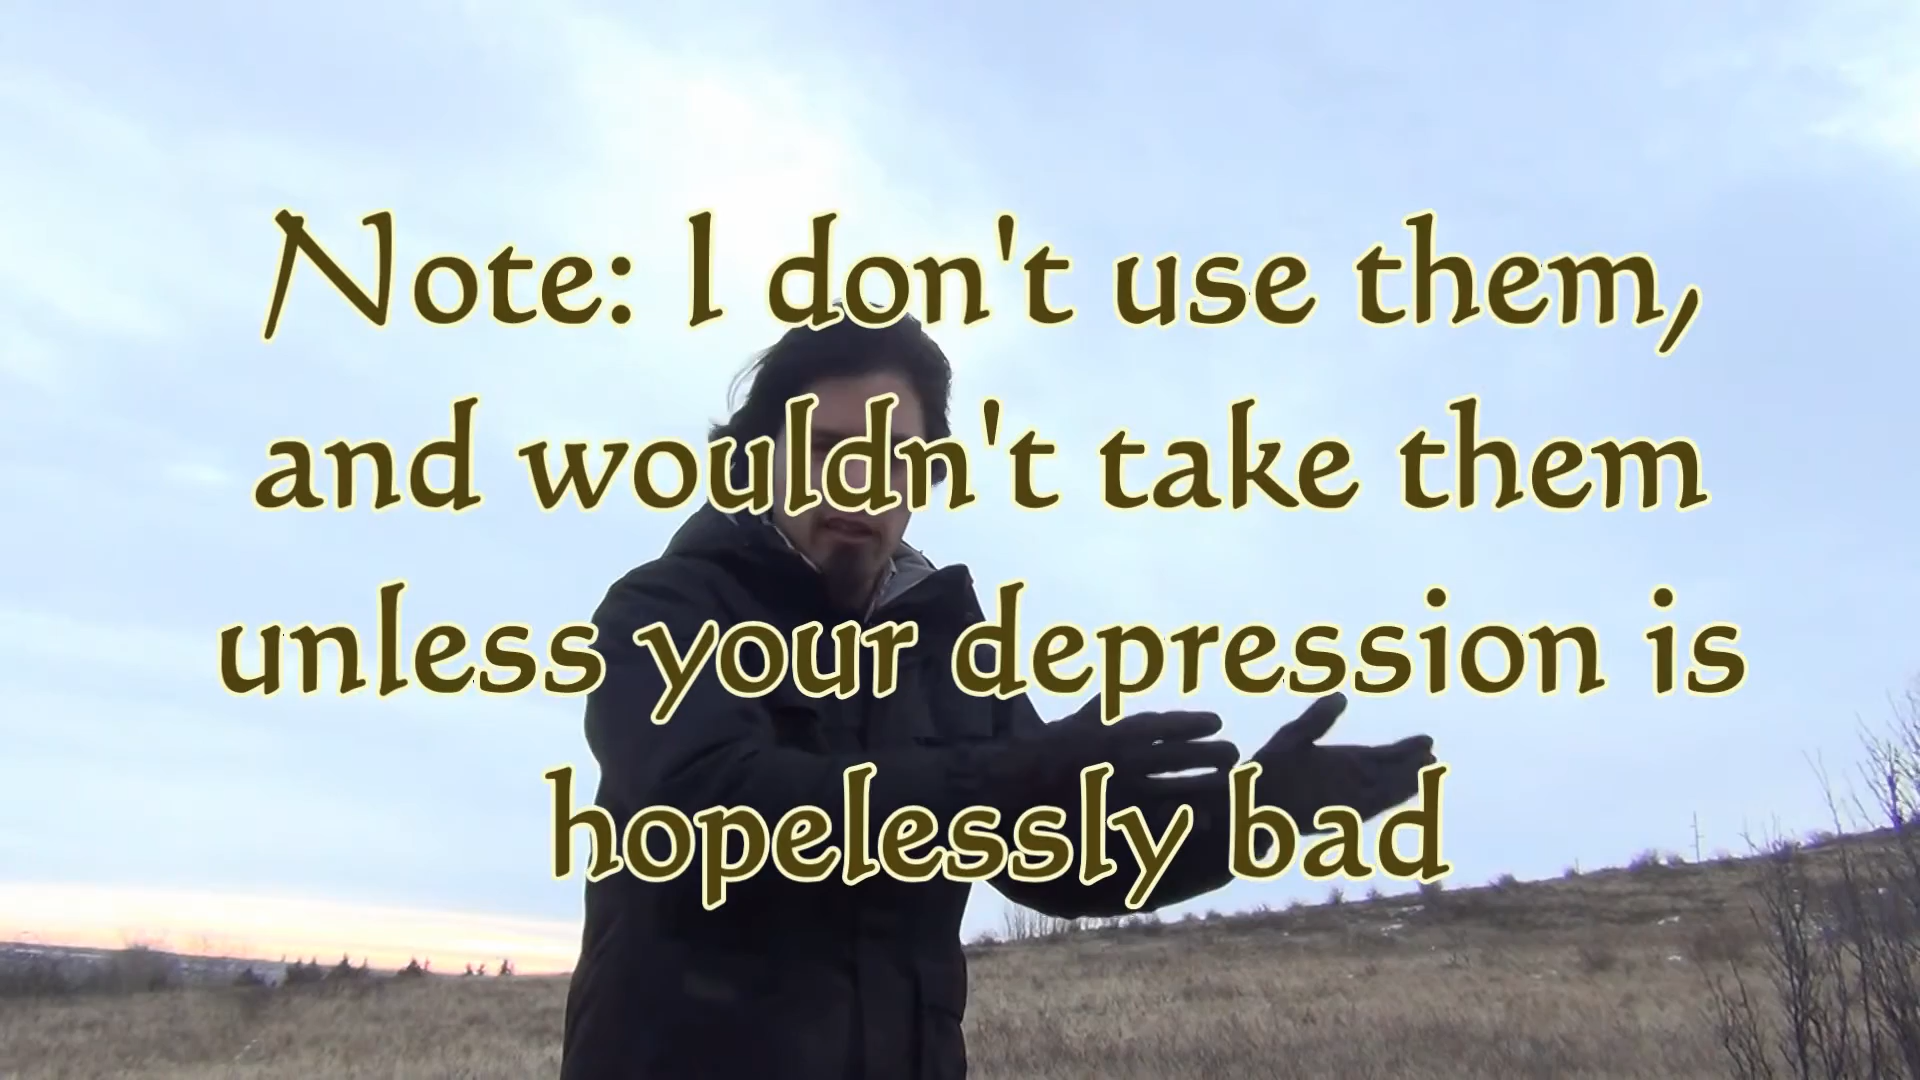 Note: I don't use them,
and wouldn't take them
unless your depression is
hopelessly bad